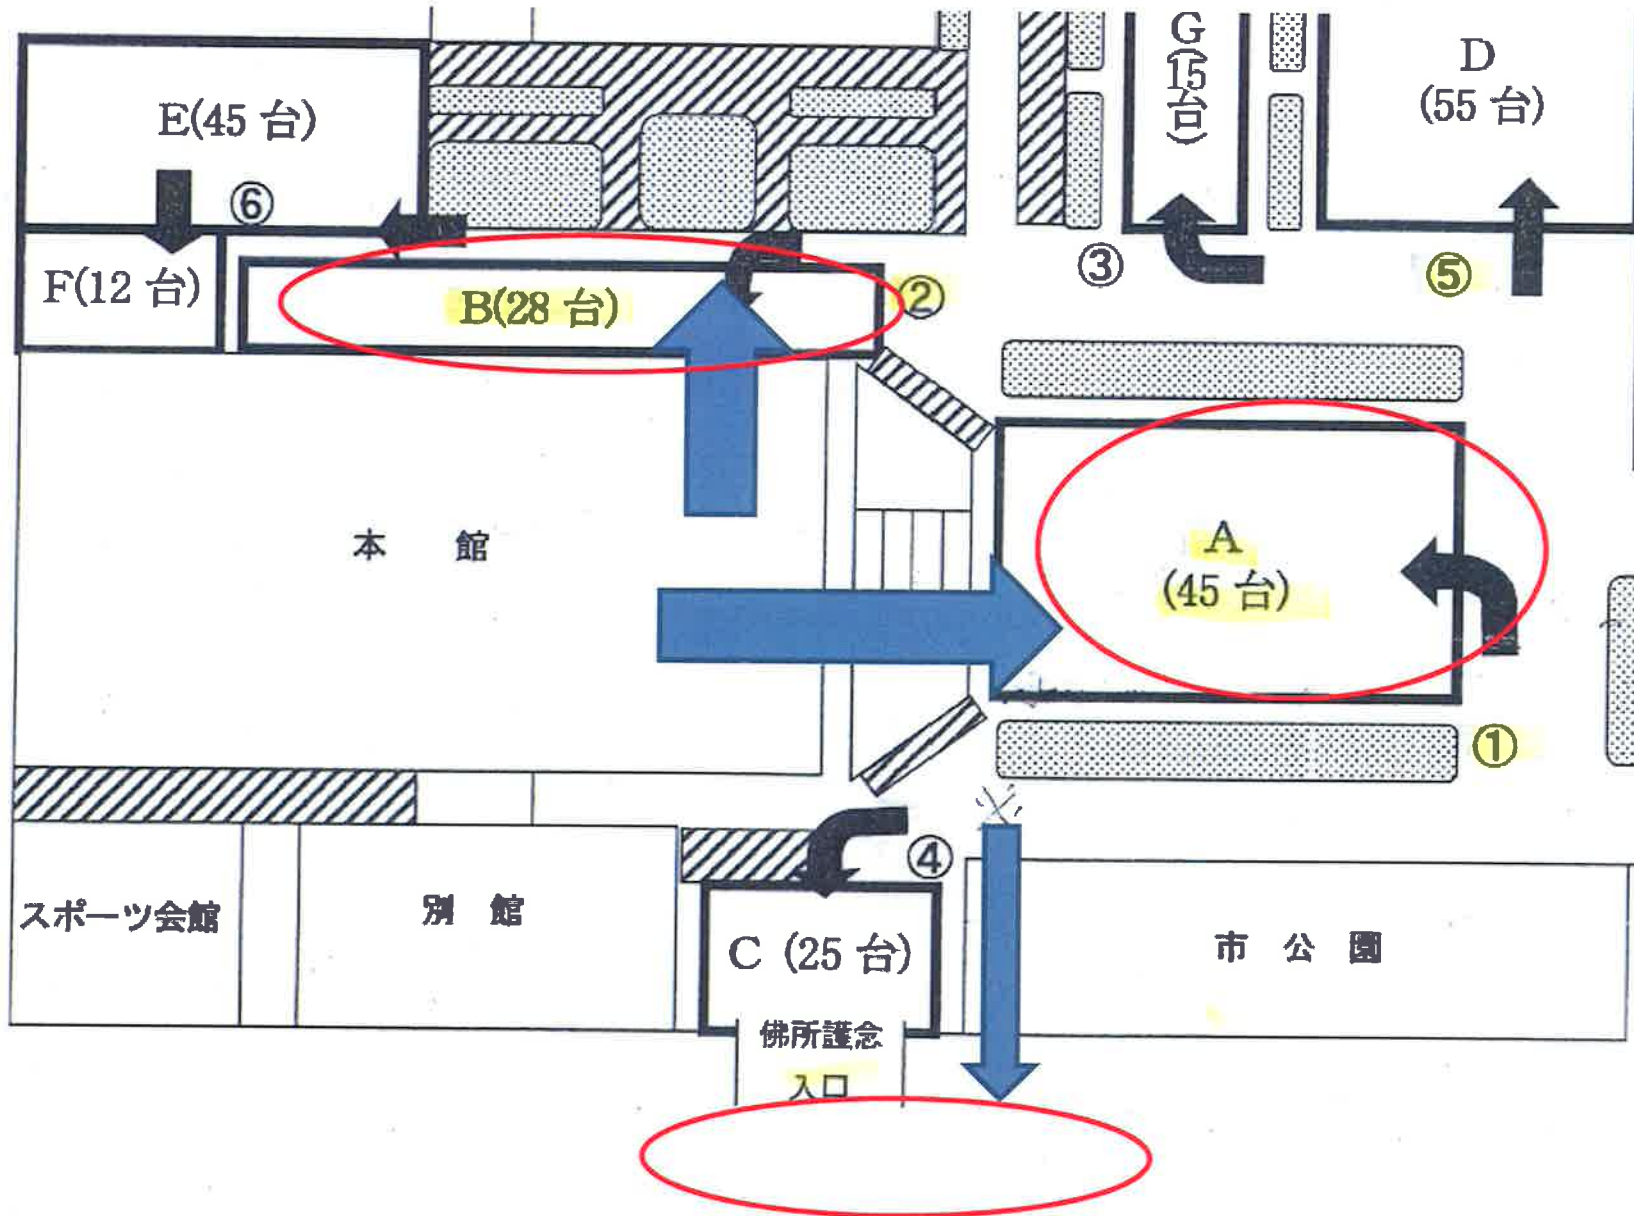 G
(15台)
D
(55 台)
E(45 台)
⑥
③
⑤
F(12 台)
B(28 台)
②
本 館
A
(45 台)
①
④
スポーツ会館
別 館
C (25 台)
市 公 園
佛所護念
入口